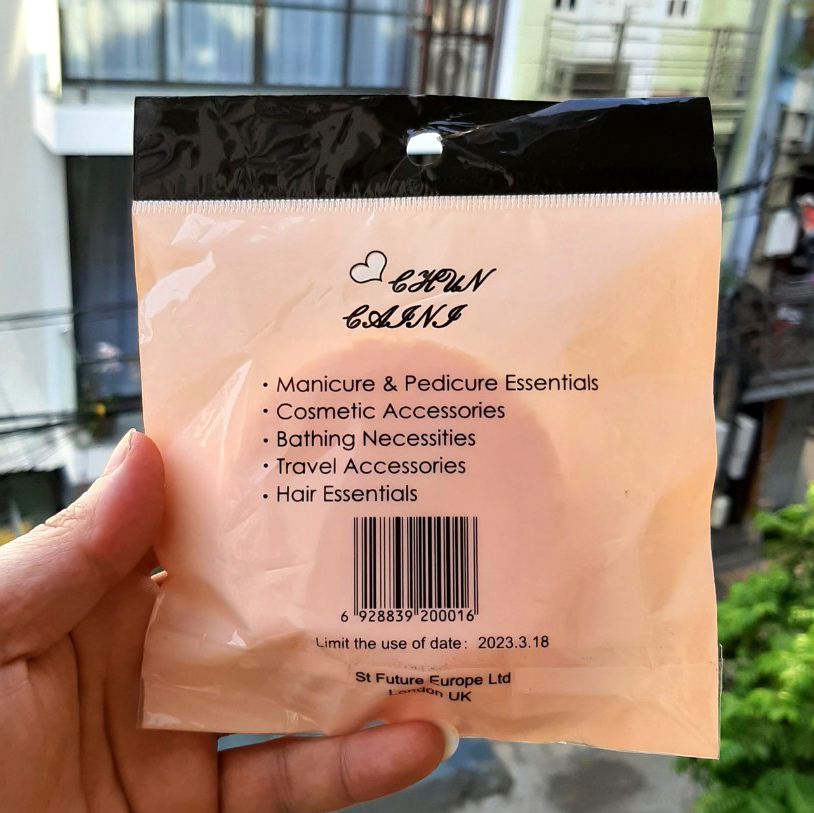 CHUN
CAINI
• Manicure & Pedicure Essentials
• Cosmetic Accessories
• Bathing Necessities
• Travel Accessories
• Hair Essentials
6 928839 200016
Limit the use of date: 2023.3.18
St Future Europe Ltd
London UK